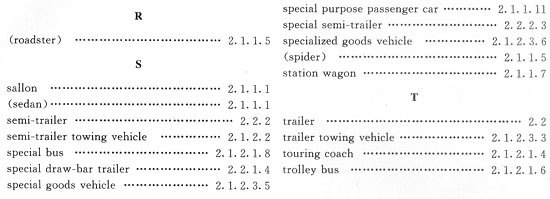 R
(roadster) ………………………… 2.1.1.5
S
sallon ………………………… 2.1.1.1
(sedan) ………………………… 2.1.1.1
semi-trailer ………………………… 2.2.2
semi-trailer towing vehicle ……………… 2.1.2.2
special bus ………………………… 2.1.2.1.8
special draw-bar trailer ……………… 2.2.1.4
special goods vehicle ……………… 2.1.2.3.5
special purpose passenger car ………… 2.1.1.11
special semi-trailer ……………………… 2.2.2.3
specialized goods vehicle ……………… 2.1.2.3.6
(spider) ………………………… 2.1.1.5
station wagon ………………………… 2.1.1.7
T
trailer ………………………… 2.2
trailer towing vehicle ……………… 2.1.2.3.3
touring coach ……………………… 2.1.2.1.4
trolley bus ……………………… 2.1.2.1.6